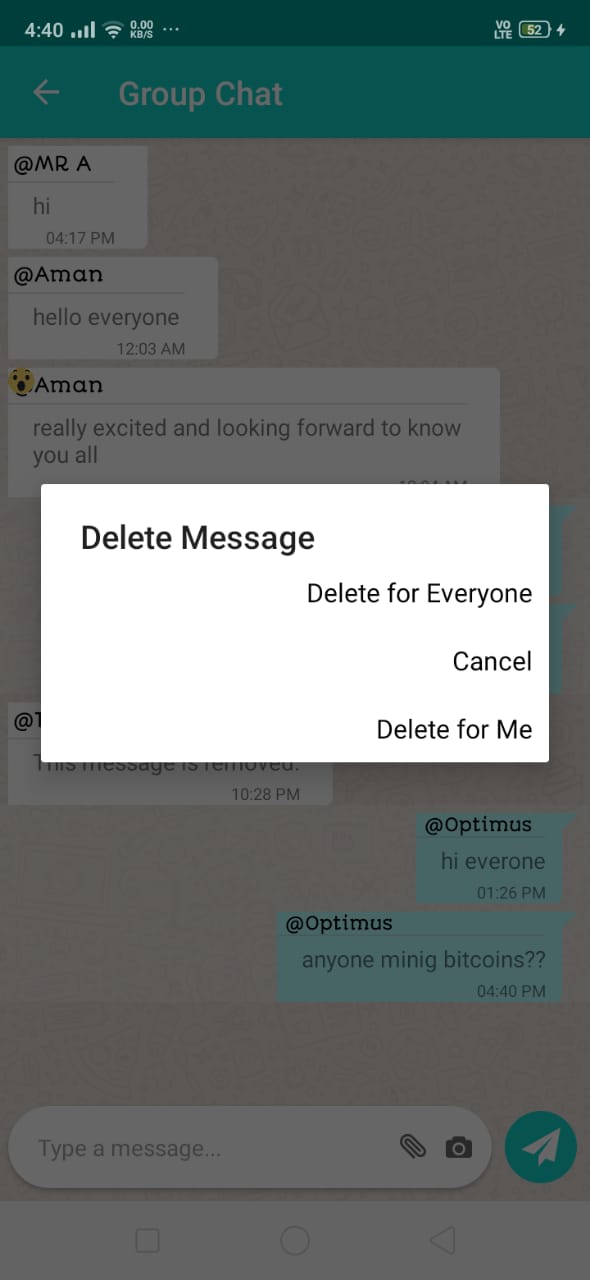 4:40 0.00 KB/S ... VO LTE 52
Group Chat
@MR A
hi
04:17 PM
@Aman
hello everyone
12:03 AM
Aman
really excited and looking forward to know
you all
Delete Message
Delete for Everyone
Cancel
Delete for Me
This message is removed.
10:28 PM
@Optimus
hi everone
01:26 PM
@Optimus
anyone minig bitcoins??
04:40 PM
Type a message...